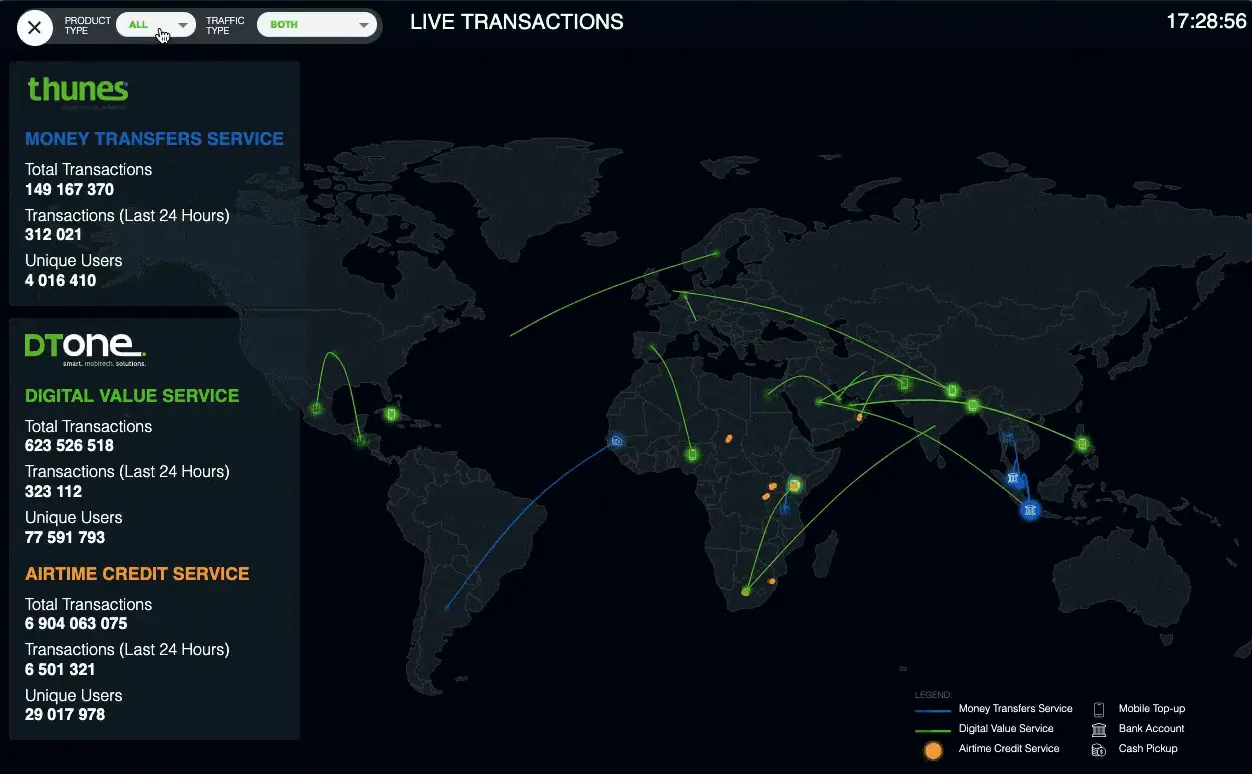 PRODUCT
TYPE
ALL
TRAFFIC
TYPE
BOTH
LIVE TRANSACTIONS
17:28:56
thunes
MONEY TRANSFERS SERVICE
Total Transactions
149 167 370
Transactions (Last 24 Hours)
312 021
Unique Users
4 016 410
DTone.
smart. mobitech. solutions.
DIGITAL VALUE SERVICE
Total Transactions
623 526 518
Transactions (Last 24 Hours)
323 112
Unique Users
77 591 793
AIRTIME CREDIT SERVICE
Total Transactions
6 904 063 075
Transactions (Last 24 Hours)
6 501 321
Unique Users
29 017 978
LEGEND:
Money Transfers Service
Mobile Top-up
Digital Value Service
Bank Account
Airtime Credit Service
Cash Pickup